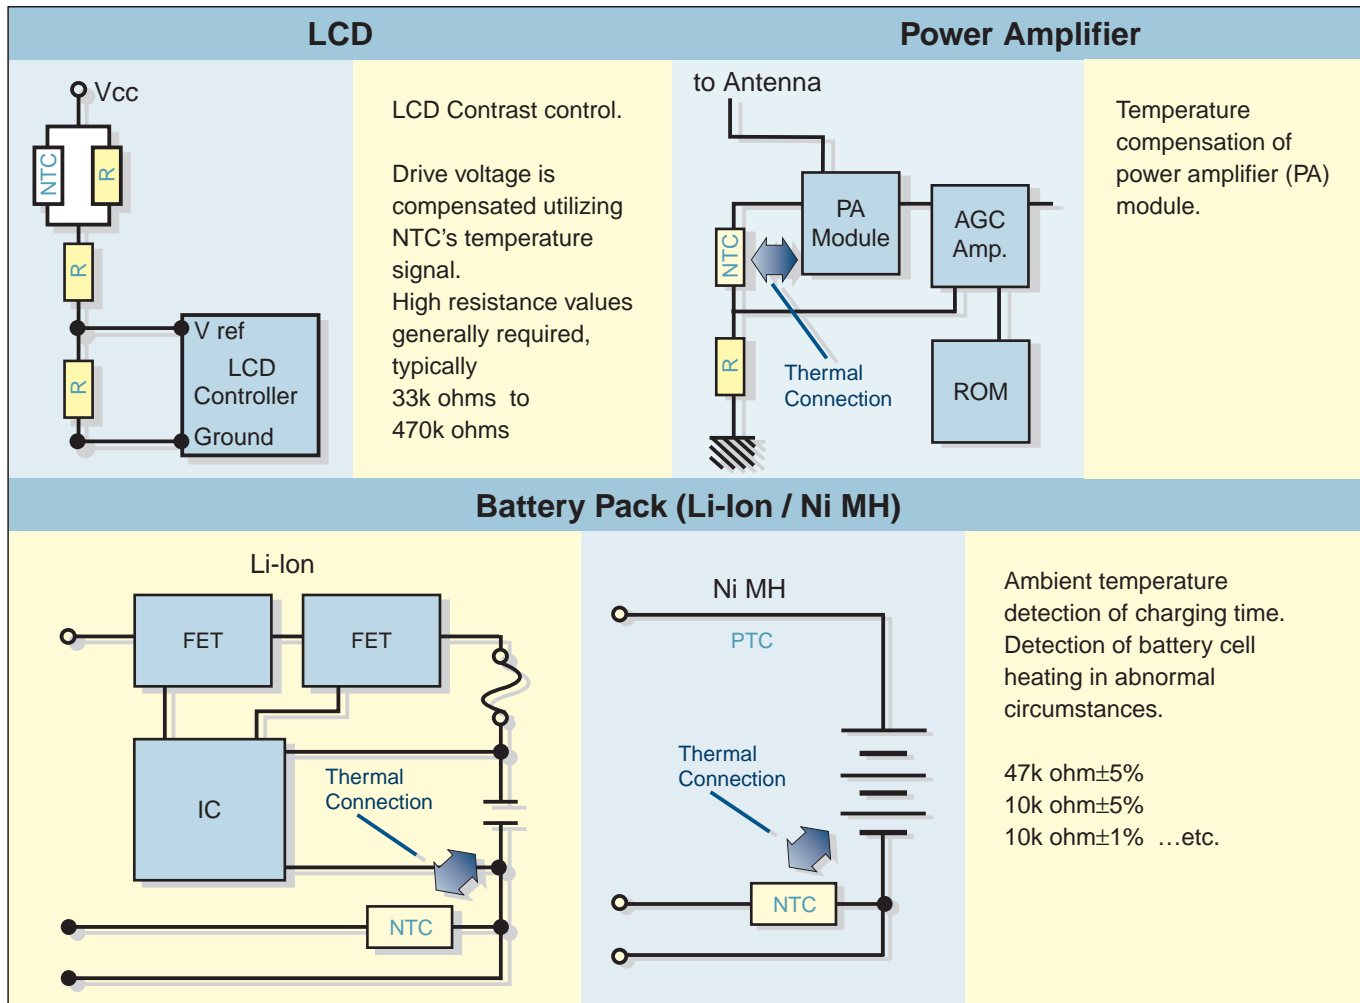 LCD
Power Amplifier
Vcc
NTC
R
R
V ref
R
LCD
Controller
Ground
LCD Contrast control.
Drive voltage is
compensated utilizing
NTC's temperature
signal.
High resistance values
generally required,
typically
33k ohms to
470k ohms
to Antenna
PA
Module
AGC
Amp.
NTC
R
Thermal
Connection
ROM
Temperature
compensation of
power amplifier (PA)
module.
Battery Pack (Li-Ion / Ni MH)
Li-Ion
FET
FET
IC
Thermal
Connection
NTC
Ni MH
PTC
Thermal
Connection
NTC
Ambient temperature
detection of charging time.
Detection of battery cell
heating in abnormal
circumstances.
47k ohm±5%
10k ohm±5%
10k ohm±1% …etc.